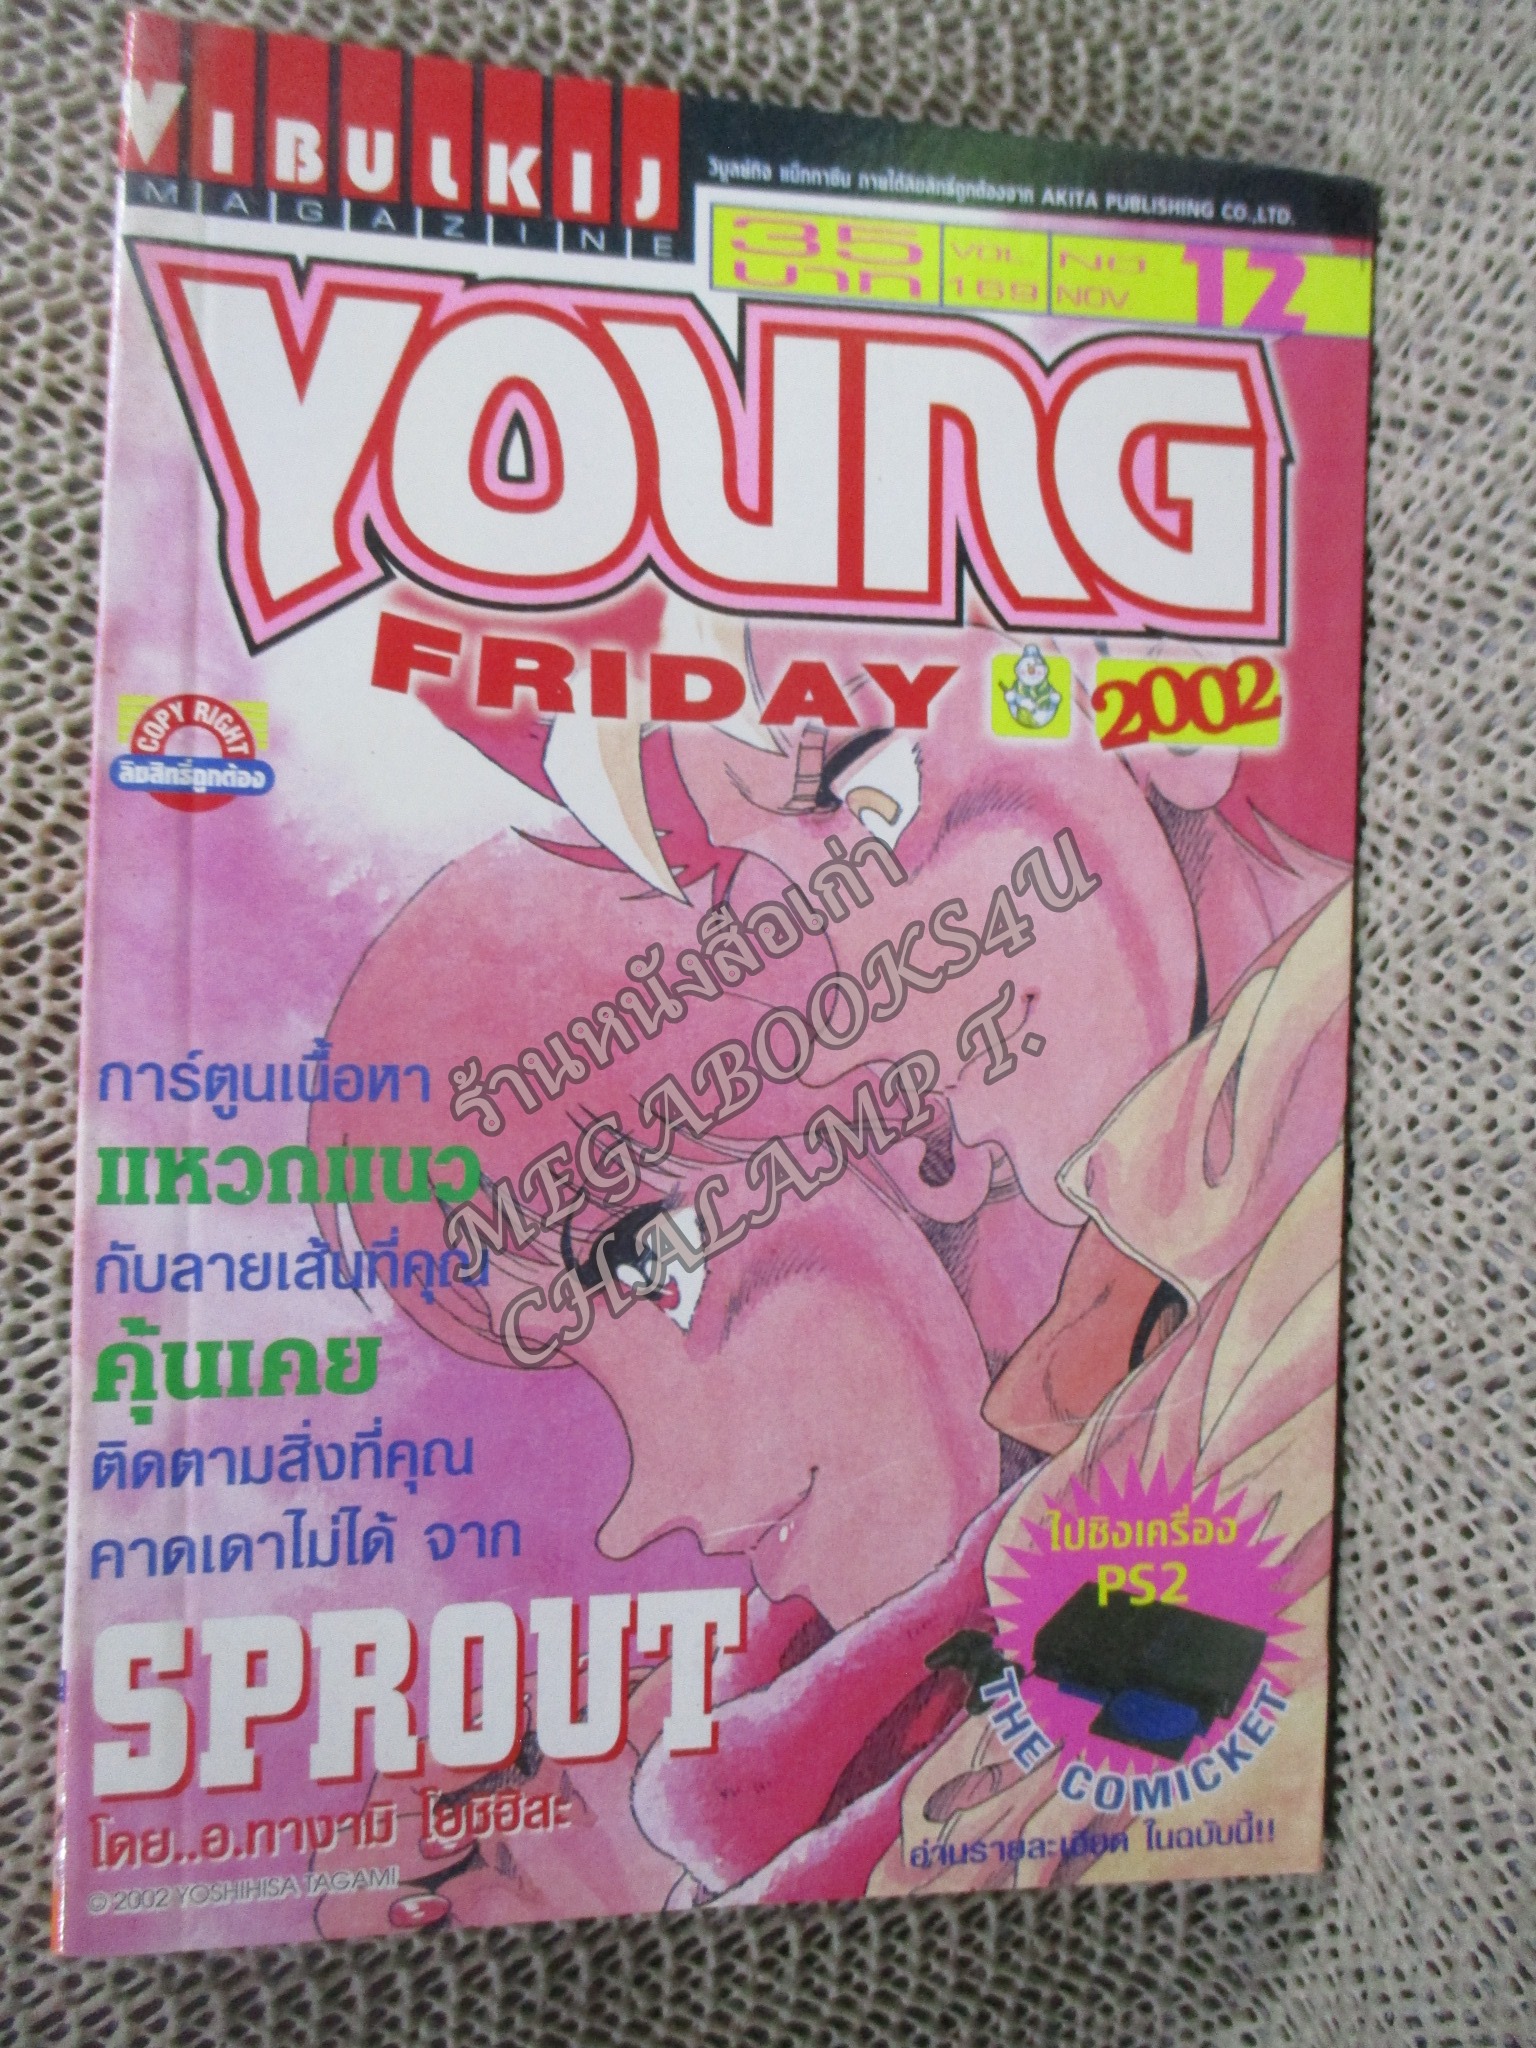 VIBULKIJ
MAGAZINE
วิบูลย์กิจ แม็กกาซีน ภายใต้ลิขสิทธิ์ถูกต้องจาก AKITA PUBLISHING CO.,LTD.
35
บาท
VOL.
169
NO
NOV
12
YOUNG
FRIDAY
2002
COPY RIGHT
ลิขสิทธิ์ถูกต้อง
ร้านหนังสือเก่า
MEGABOOKS4U
CHALAMP T.
การ์ตูนเนื้อหา
แหวกแนว
กับลายเส้นที่คุณ
คุ้นเคย
ติดตามสิ่งที่คุณ
คาดเดาไม่ได้ จาก
SPROUT
โดย..อ.ทางามิ โยชิฮิสะ
© 2002 YOSHIHISA TAGAMI
ไปชิงเครื่อง
PS2
THE COMICKET
อ่านรายละเอียด ในฉบับนี้!!